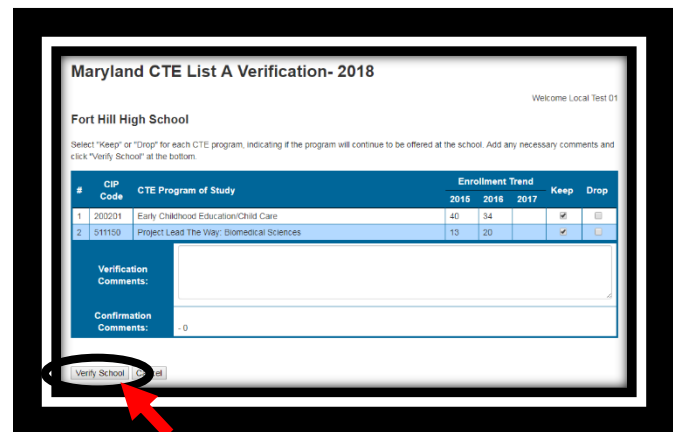 Maryland CTE List A Verification- 2018
Welcome Local Test 01
Fort Hill High School
Select "Keep" or "Drop" for each CTE program, indicating if the program will continue to be offered at the school. Add any necessary comments and
click "Verify School" at the bottom.
# CIP Code CTE Program of Study Enrollment Trend Keep Drop
2015 2016 2017
1 200201 Early Childhood Education/Child Care 40 34
2 511150 Project Lead The Way: Biomedical Sciences 13 20
Verification
Comments:
Confirmation
Comments: - 0
Verify School Cancel